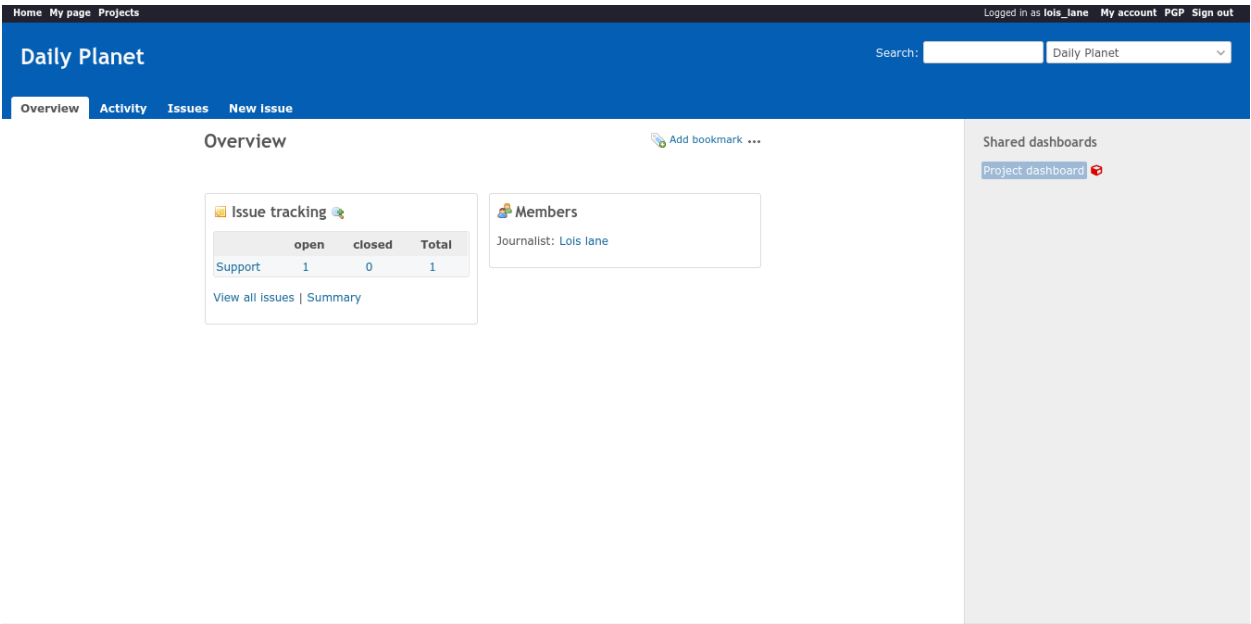 Home My page Projects
Logged in as lois_lane My account PGP Sign out
Daily Planet
Search:
Daily Planet
Overview Activity Issues New issue
Overview
Add bookmark ...
Issue tracking
open closed Total
Support 1 0 1
View all issues | Summary
Members
Journalist: Lois lane
Shared dashboards
Project dashboard